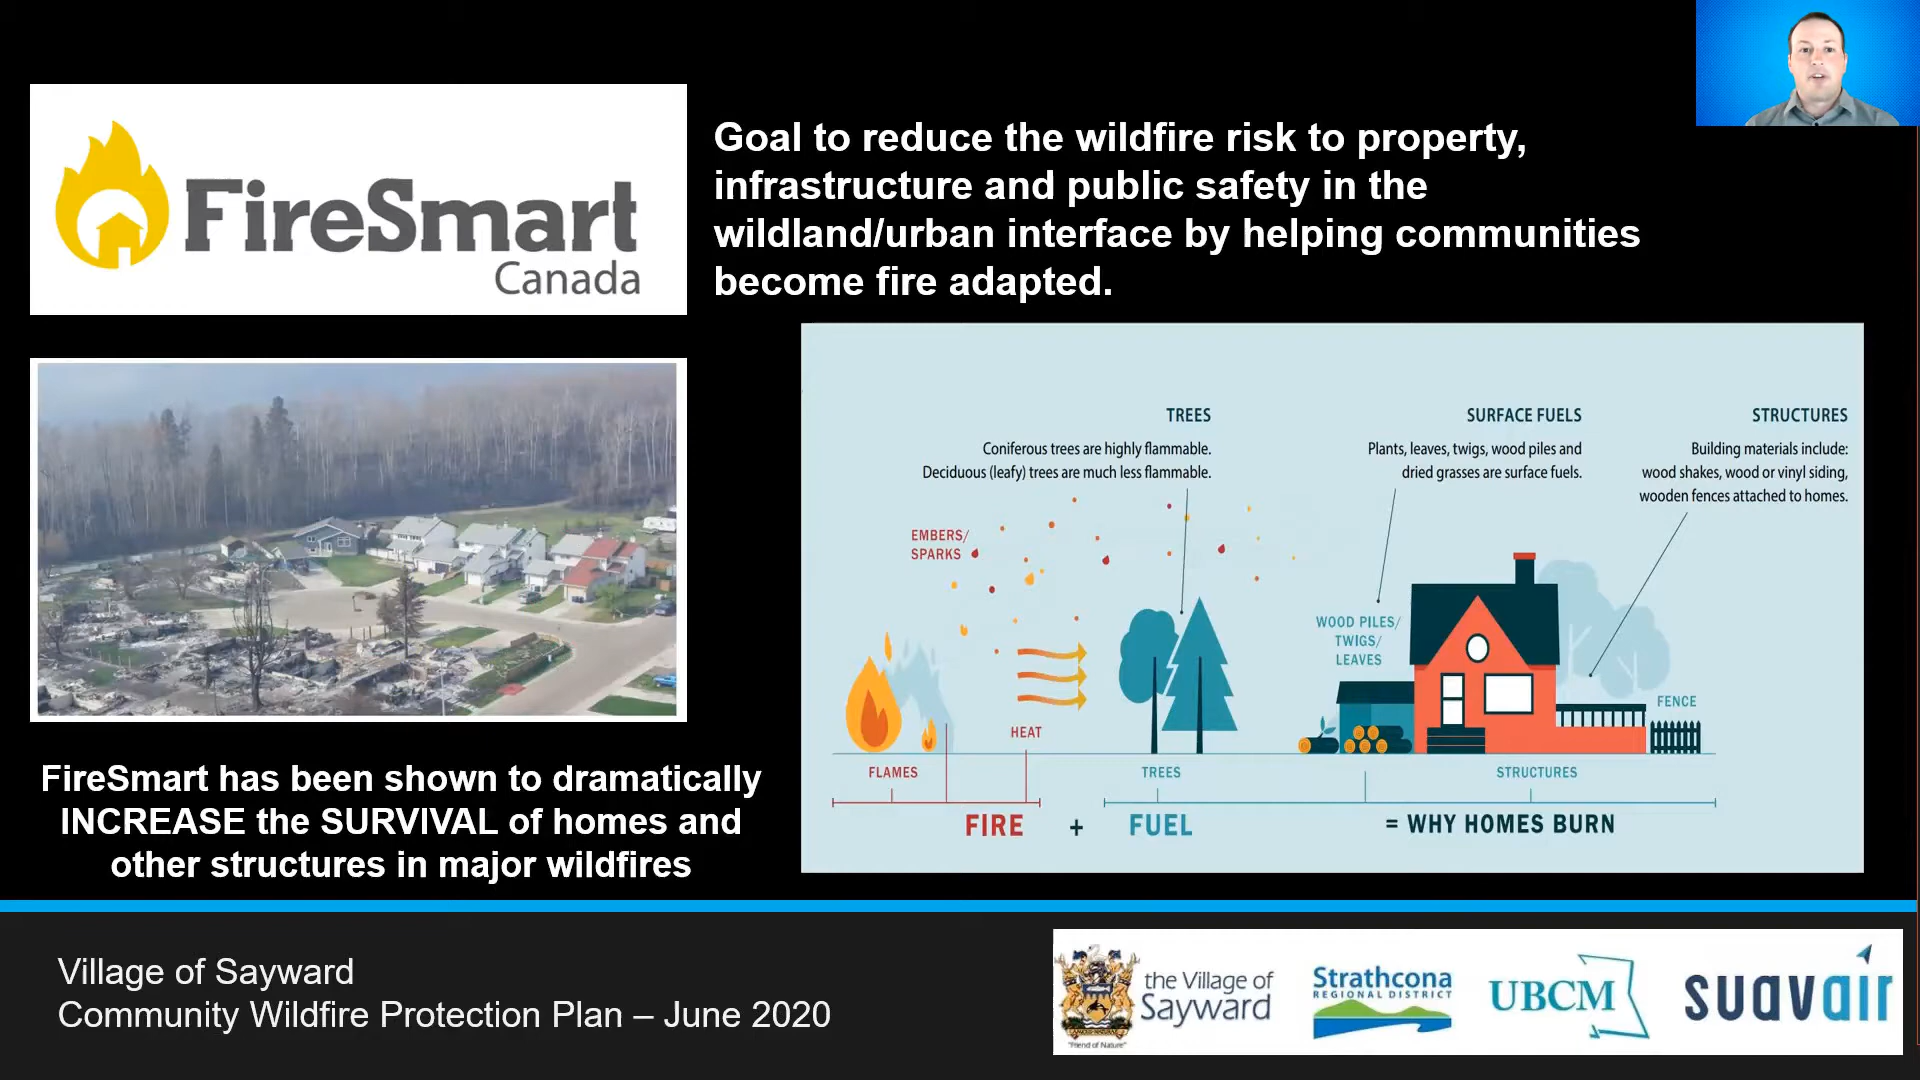 FireSmart
Canada
Goal to reduce the wildfire risk to property,
infrastructure and public safety in the
wildland/urban interface by helping communities
become fire adapted.
TREES
Coniferous trees are highly flammable.
Deciduous (leafy) trees are much less flammable.
SURFACE FUELS
Plants, leaves, twigs, wood piles and
dried grasses are surface fuels.
STRUCTURES
Building materials include:
wood shakes, wood or vinyl siding,
wooden fences attached to homes.
EMBERS/
SPARKS
WOOD PILES/
TWIGS/
LEAVES
FENCE
HEAT
FLAMES
TREES
STRUCTURES
FIRE + FUEL = WHY HOMES BURN
FireSmart has been shown to dramatically
INCREASE the SURVIVAL of homes and
other structures in major wildfires
Village of Sayward
Community Wildfire Protection Plan – June 2020
the Village of
Sayward
"Friend of Nature"
Strathcona
REGIONAL DISTRICT
UBCM
suavair